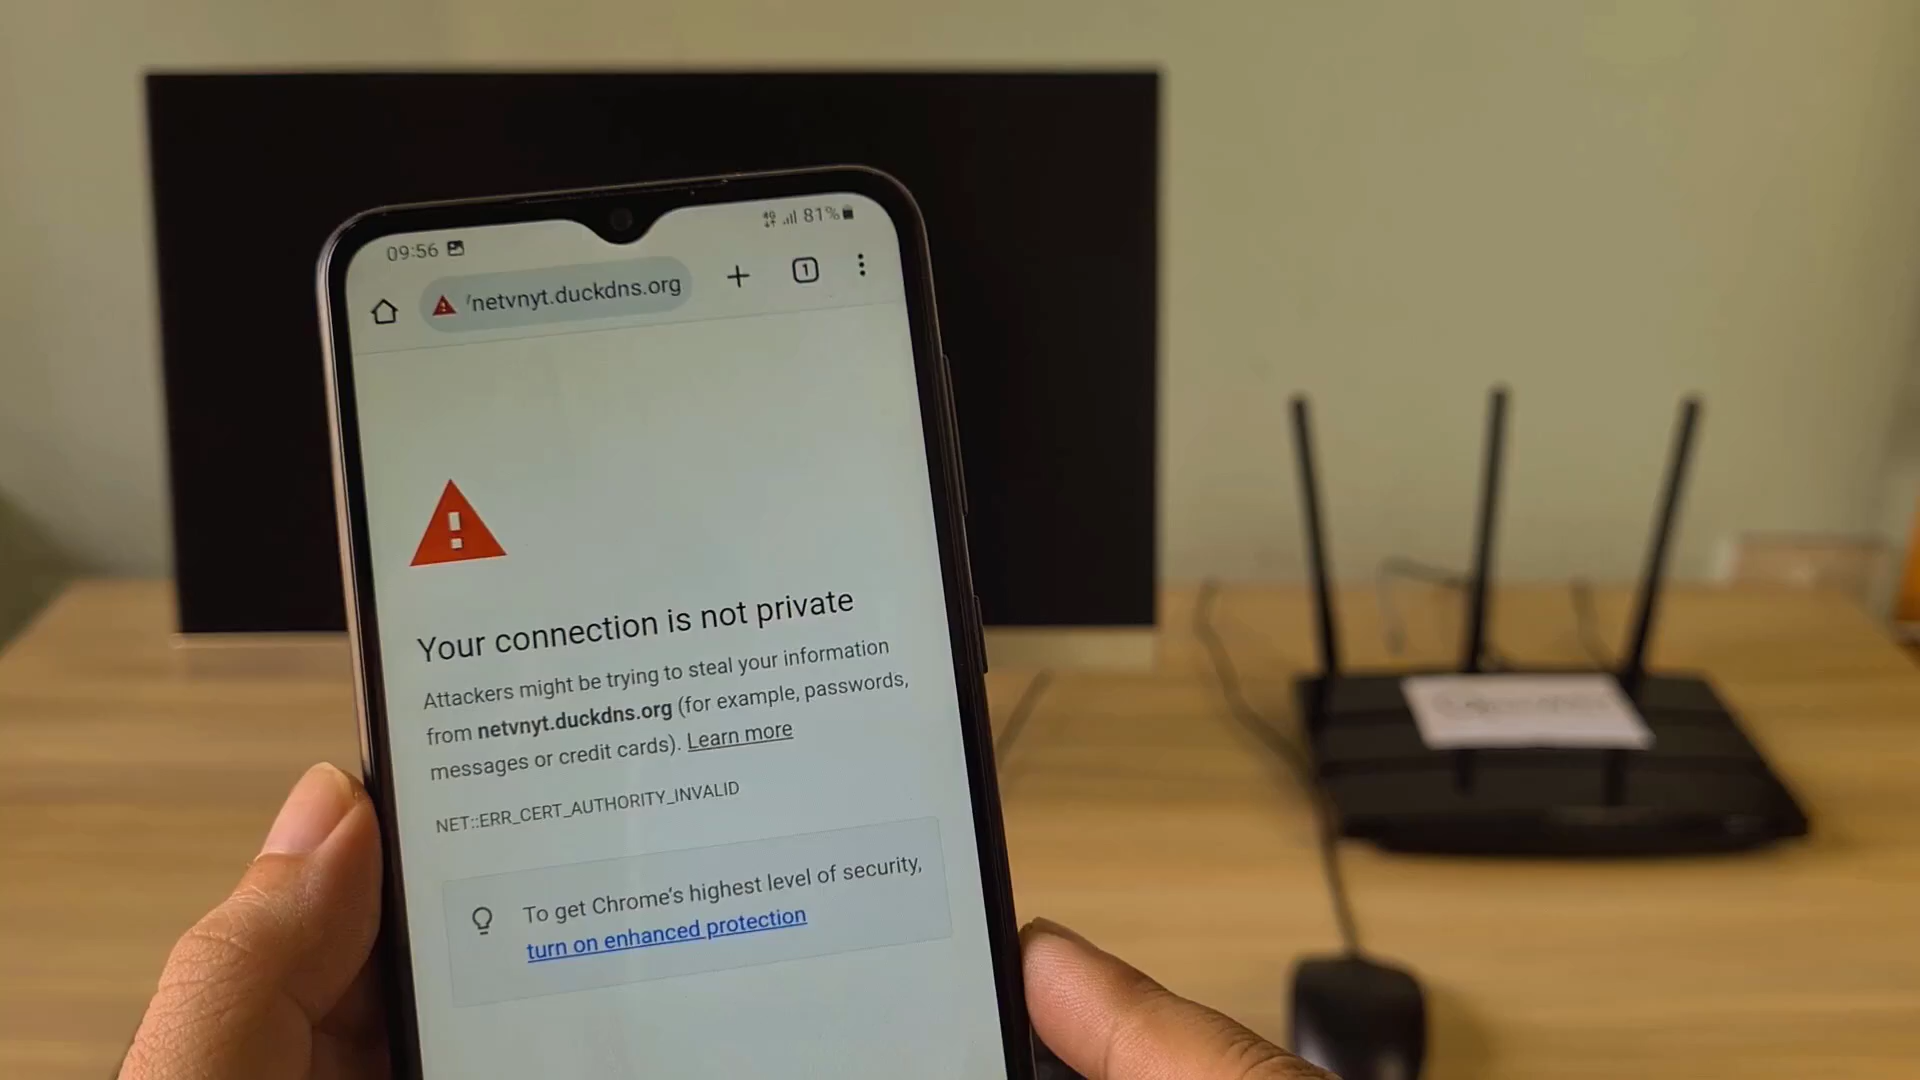 09:56
4G 81%
netvnyt.duckdns.org
1
Your connection is not private
Attackers might be trying to steal your information
from netvnyt.duckdns.org (for example, passwords,
messages or credit cards). Learn more
NET::ERR_CERT_AUTHORITY_INVALID
To get Chrome's highest level of security,
turn on enhanced protection